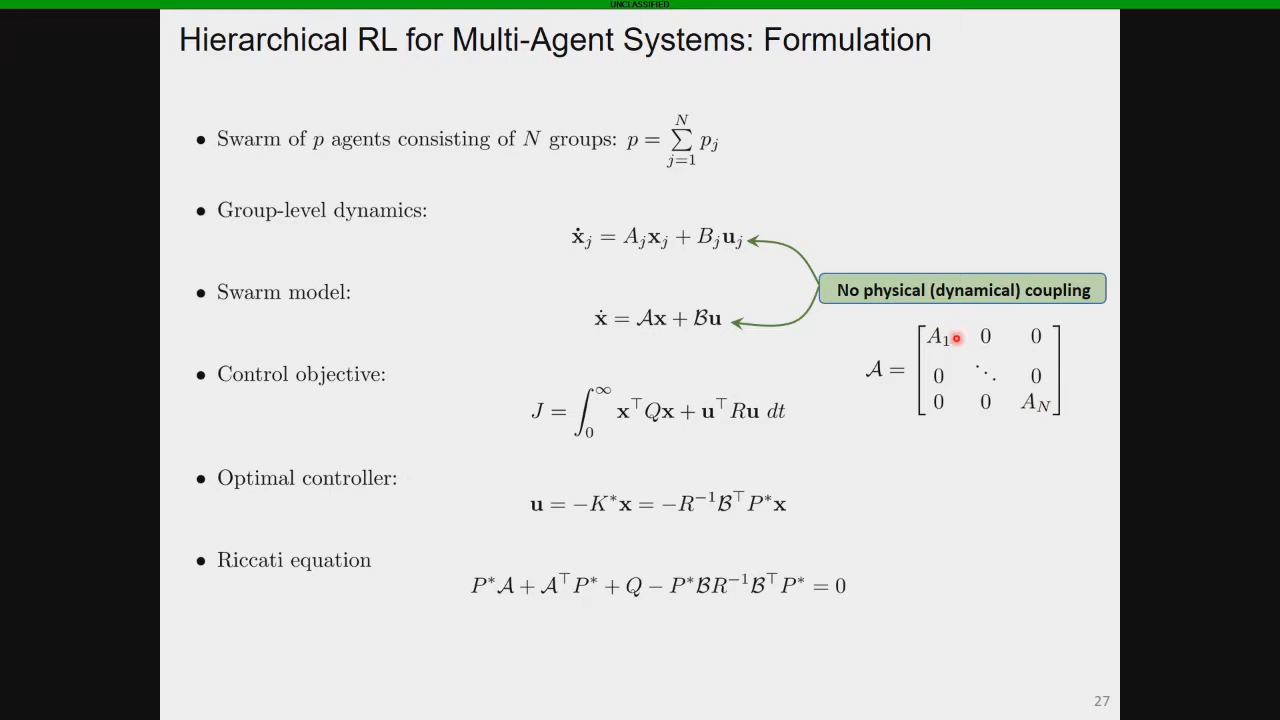 UNCLASSIFIED
Hierarchical RL for Multi-Agent Systems: Formulation
• Swarm of p agents consisting of N groups: p = ∑_{j=1}^{N} p_j
• Group-level dynamics:
ẋ_j = A_j x_j + B_j u_j
No physical (dynamical) coupling
• Swarm model:
ẋ = 𝒜x + ℬu
𝒜 = [ A_1 0 0
0 ⋱ 0
0 0 A_N ]
• Control objective:
J = ∫_0^∞ x^⊤Qx + u^⊤Ru dt
• Optimal controller:
u = −K*x = −R^{−1}ℬ^⊤P*x
• Riccati equation
P*𝒜 + 𝒜^⊤P* + Q − P*ℬR^{−1}ℬ^⊤P* = 0
27